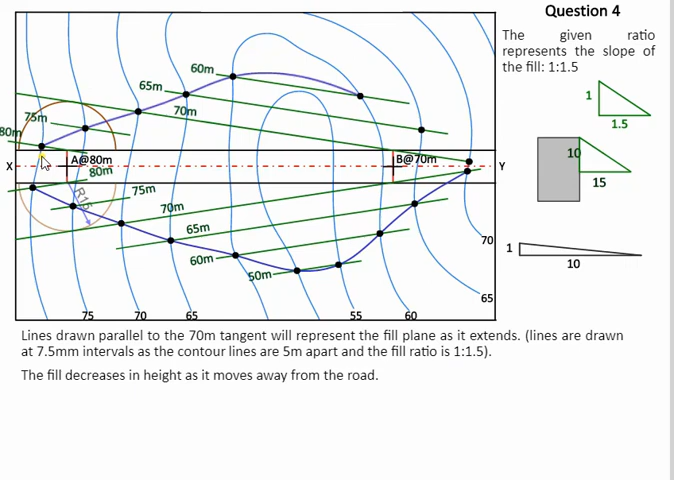 Question 4
The given ratio
represents the slope of
the fill: 1:1.5
1
1.5
10
15
1
10
60m
65m
70m
75m
80m
X
A@80m
B@70m
Y
80m
75m
70m
65m
60m
50m
70
65
75
70
65
55
60
Lines drawn parallel to the 70m tangent will represent the fill plane as it extends. (lines are drawn
at 7.5mm intervals as the contour lines are 5m apart and the fill ratio is 1:1.5).
The fill decreases in height as it moves away from the road.